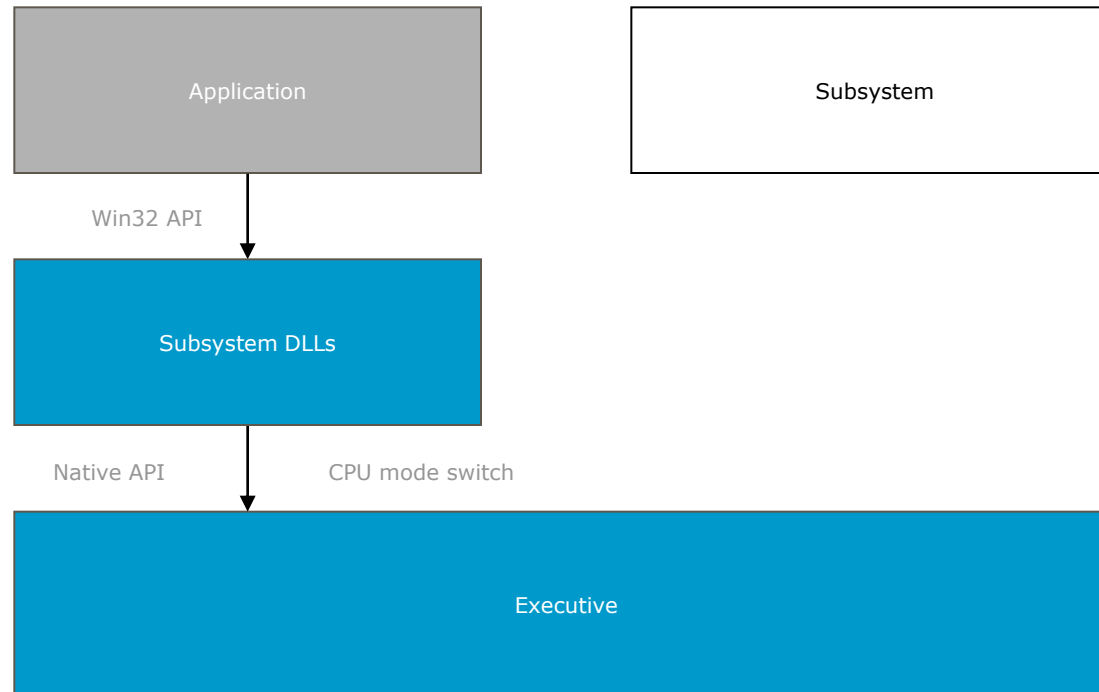 Application
Subsystem
Win32 API
Subsystem DLLs
Native API
CPU mode switch
Executive